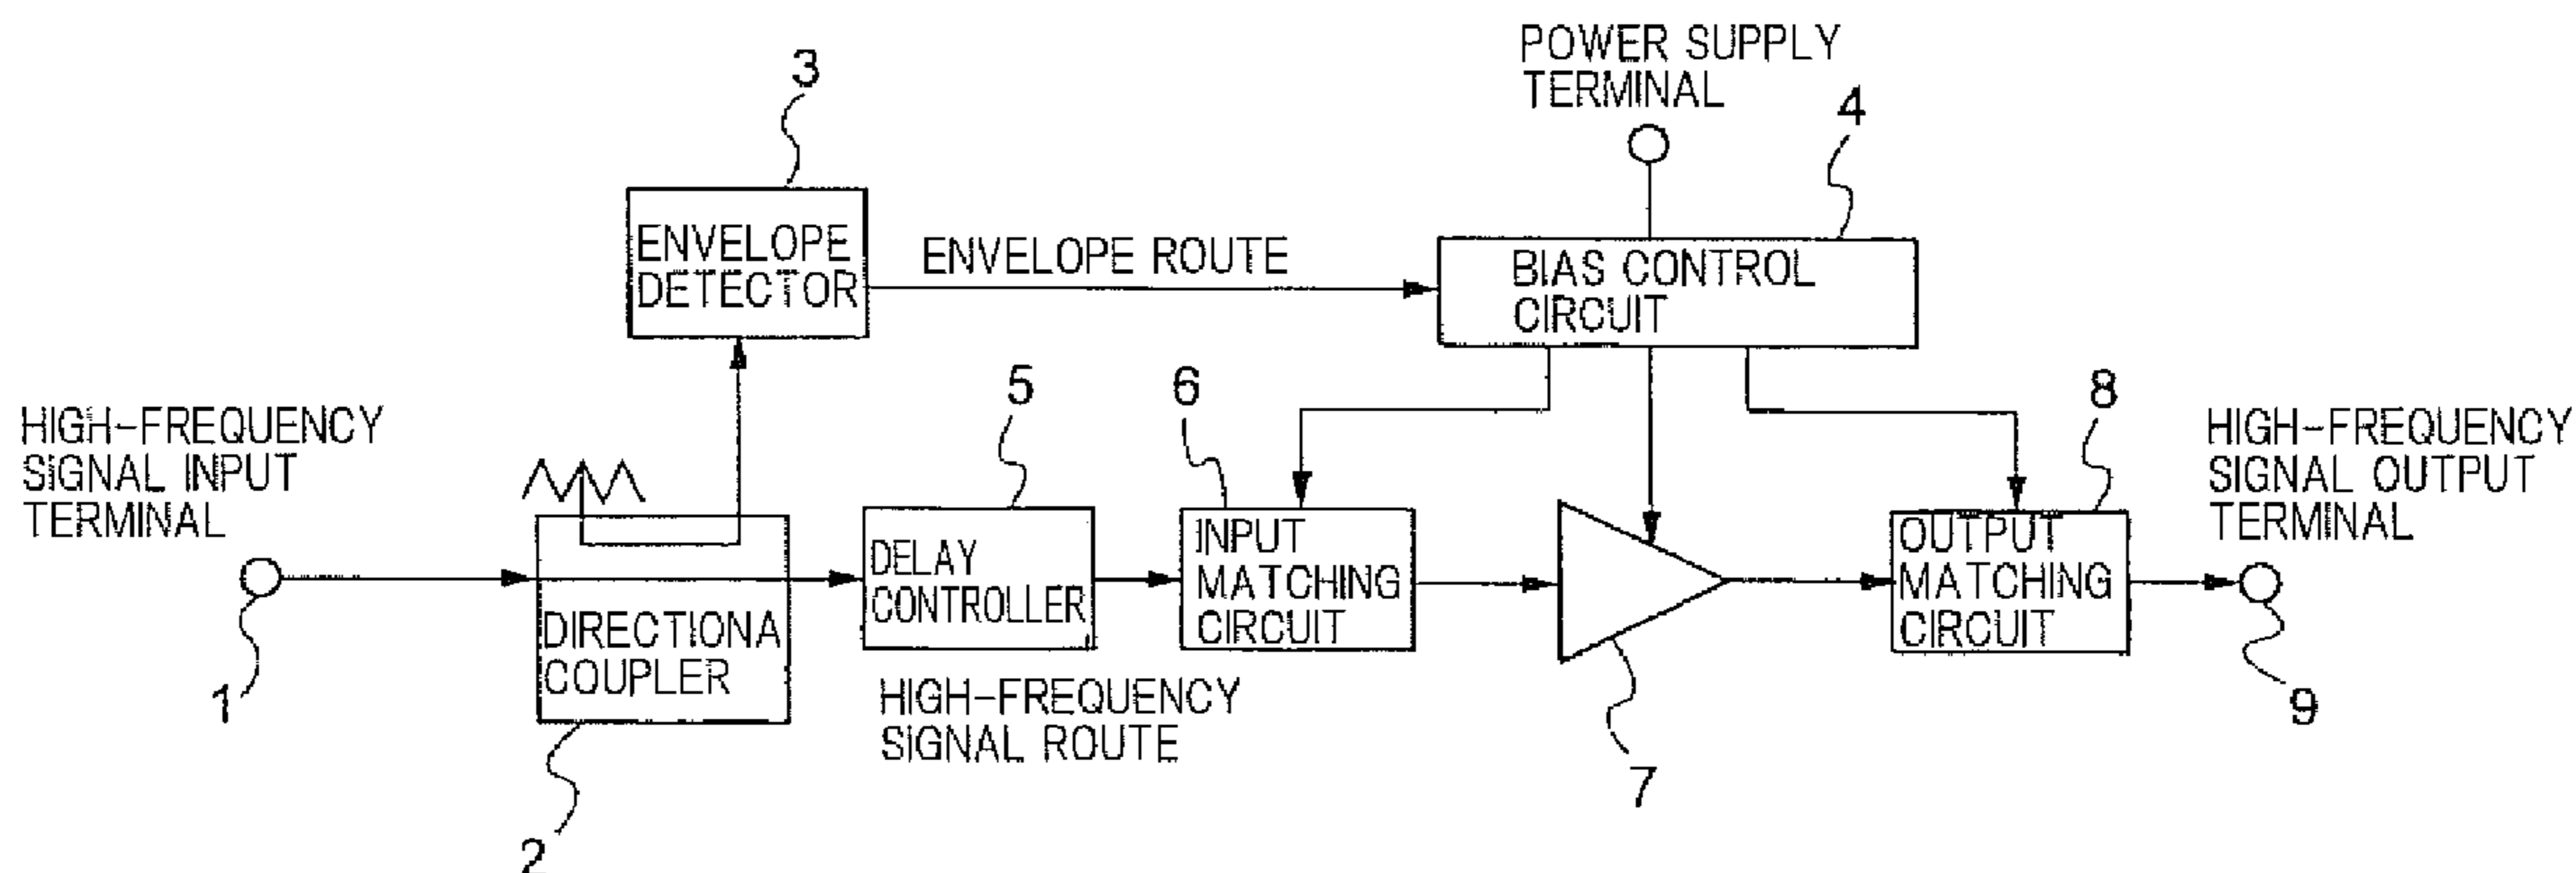 POWER SUPPLY
TERMINAL
3
4
ENVELOPE
DETECTOR
ENVELOPE ROUTE
BIAS CONTROL
CIRCUIT
HIGH-FREQUENCY
SIGNAL INPUT
TERMINAL
5
6
8
HIGH-FREQUENCY
SIGNAL OUTPUT
TERMINAL
DIRECTIONA
COUPLER
DELAY
CONTROLLER
INPUT
MATCHING
CIRCUIT
OUTPUT
MATCHING
CIRCUIT
HIGH-FREQUENCY
SIGNAL ROUTE
1
2
7
9